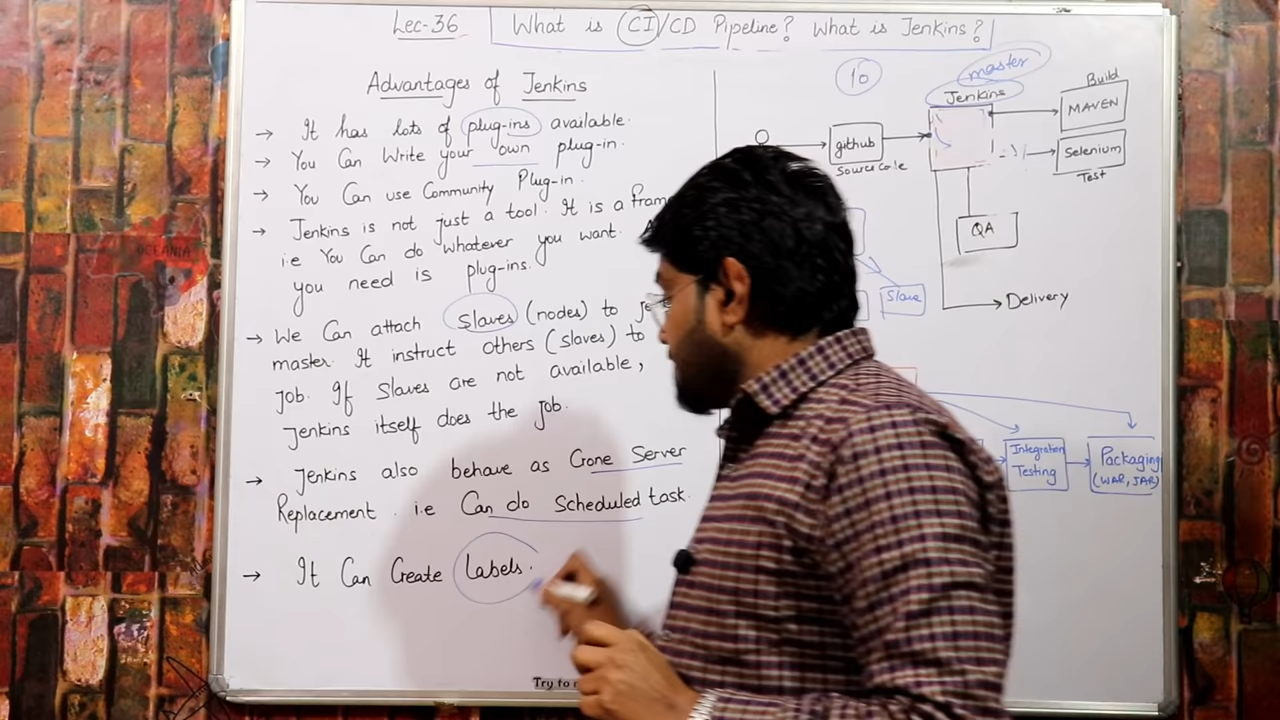 Lec-36
What is CI/CD Pipeline? What is Jenkins?
Advantages of Jenkins
→ It has lots of plug-ins available.
→ You Can Write your own plug-in.
→ You Can use Community Plug-in.
→ Jenkins is not just a tool. It is a
i.e You Can do whatever you want.
you need is plug-ins.
→ We Can attach Slaves (nodes) to
master. It instruct others (slaves) to
Job. If Slaves are not available,
Jenkins itself does the Job.
→ Jenkins also behave as Crone Server
Replacement. i.e Can do Scheduled task.
→ It Can Create Labels.
10
master
Jenkins
Build
MAVEN
github
Source Code
Selenium
Test
QA
Slave
Delivery
Integration
Testing
Packaging
(WAR, JAR)
Try to